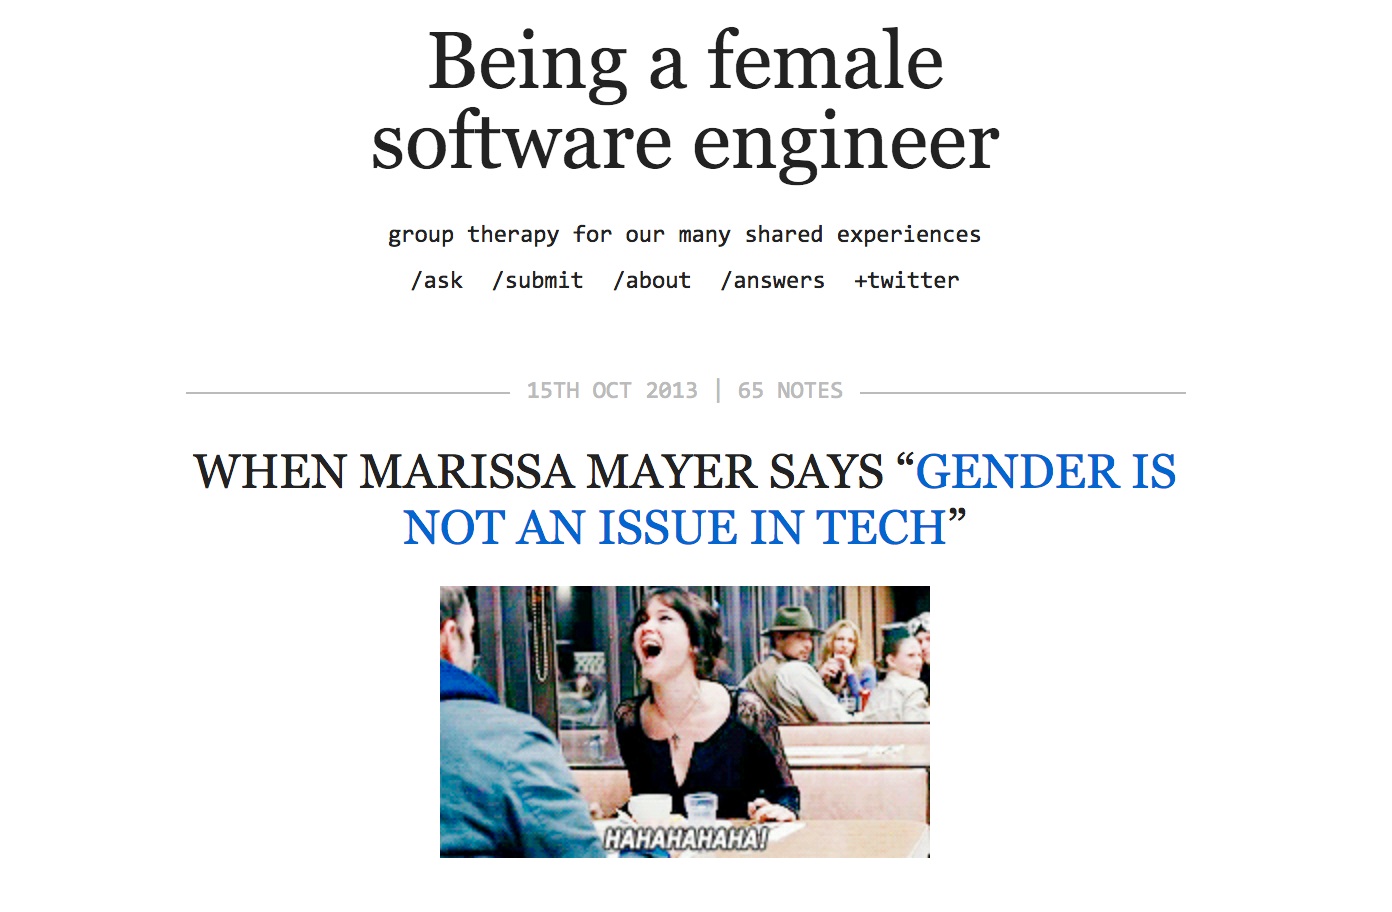 Being a female
software engineer
group therapy for our many shared experiences
/ask /submit /about /answers +twitter
15TH OCT 2013 | 65 NOTES
WHEN MARISSA MAYER SAYS “GENDER IS
NOT AN ISSUE IN TECH”
HAHAHAHAHA!